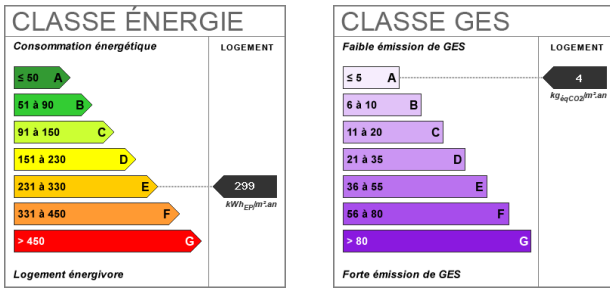 CLASSE ÉNERGIE
Consommation énergétique
LOGEMENT
≤ 50 A
51 à 90 B
91 à 150 C
151 à 230 D
231 à 330 E
299
kWhEP/m².an
331 à 450 F
> 450 G
Logement énergivore
CLASSE GES
Faible émission de GES
LOGEMENT
≤ 5 A
4
kgéqCO2/m².an
6 à 10 B
11 à 20 C
21 à 35 D
36 à 55 E
56 à 80 F
> 80 G
Forte émission de GES